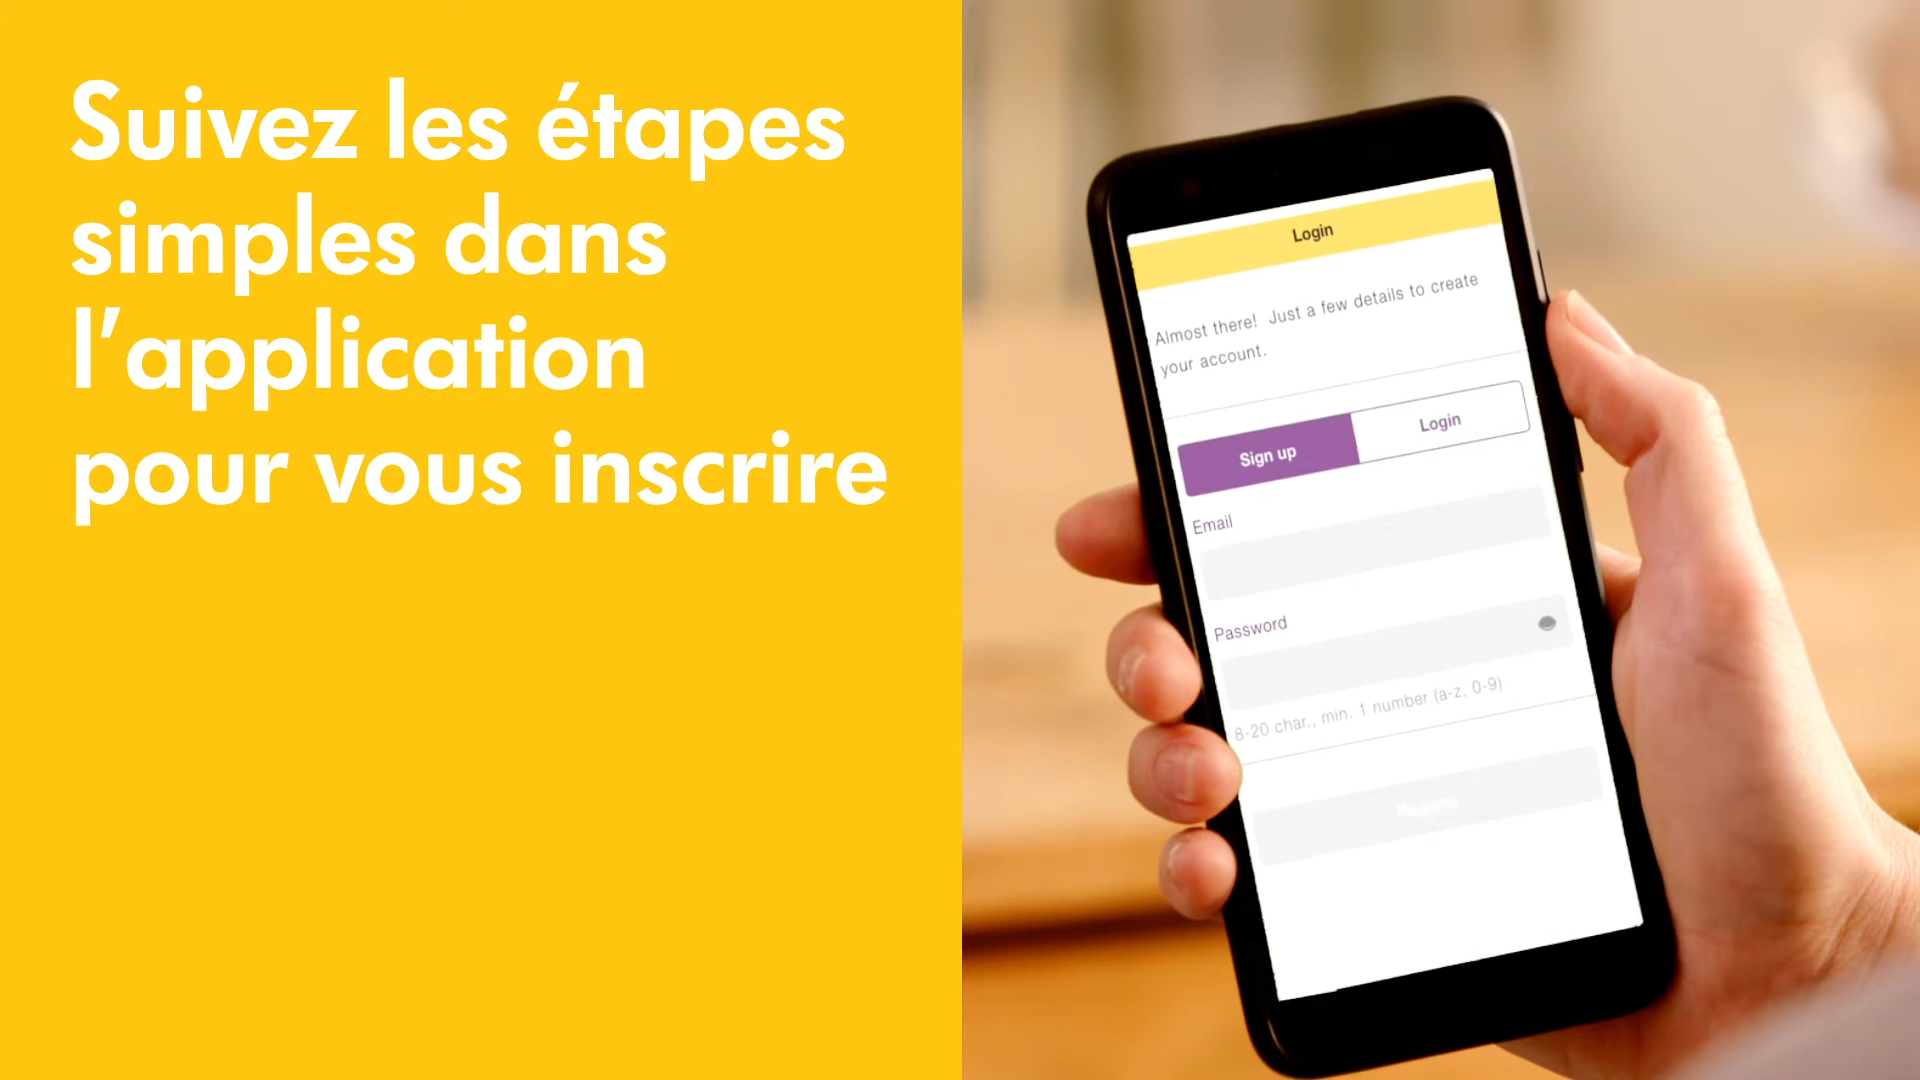 Suivez les étapes
simples dans
l’application
pour vous inscrire
Login
Almost there! Just a few details to create
your account.
Sign up
Login
Email
Password
8-20 char., min. 1 number (a-z, 0-9)
Register